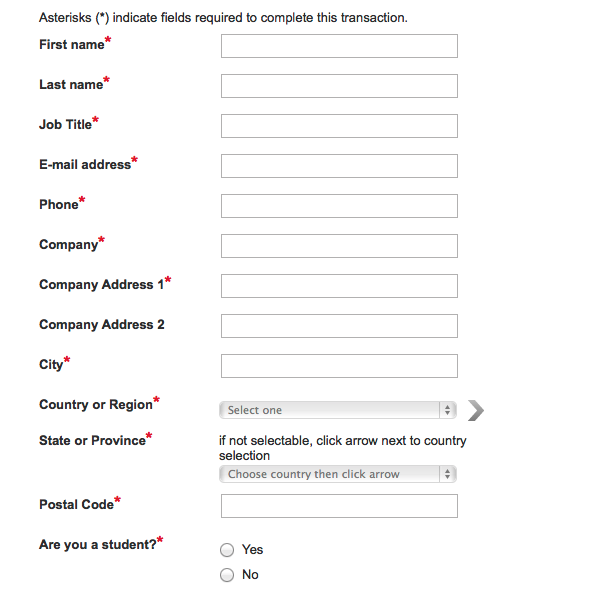 Asterisks (*) indicate fields required to complete this transaction.
First name*
Last name*
Job Title*
E-mail address*
Phone*
Company*
Company Address 1*
Company Address 2
City*
Country or Region*
Select one
State or Province*
if not selectable, click arrow next to country
selection
Choose country then click arrow
Postal Code*
Are you a student?*
Yes
No